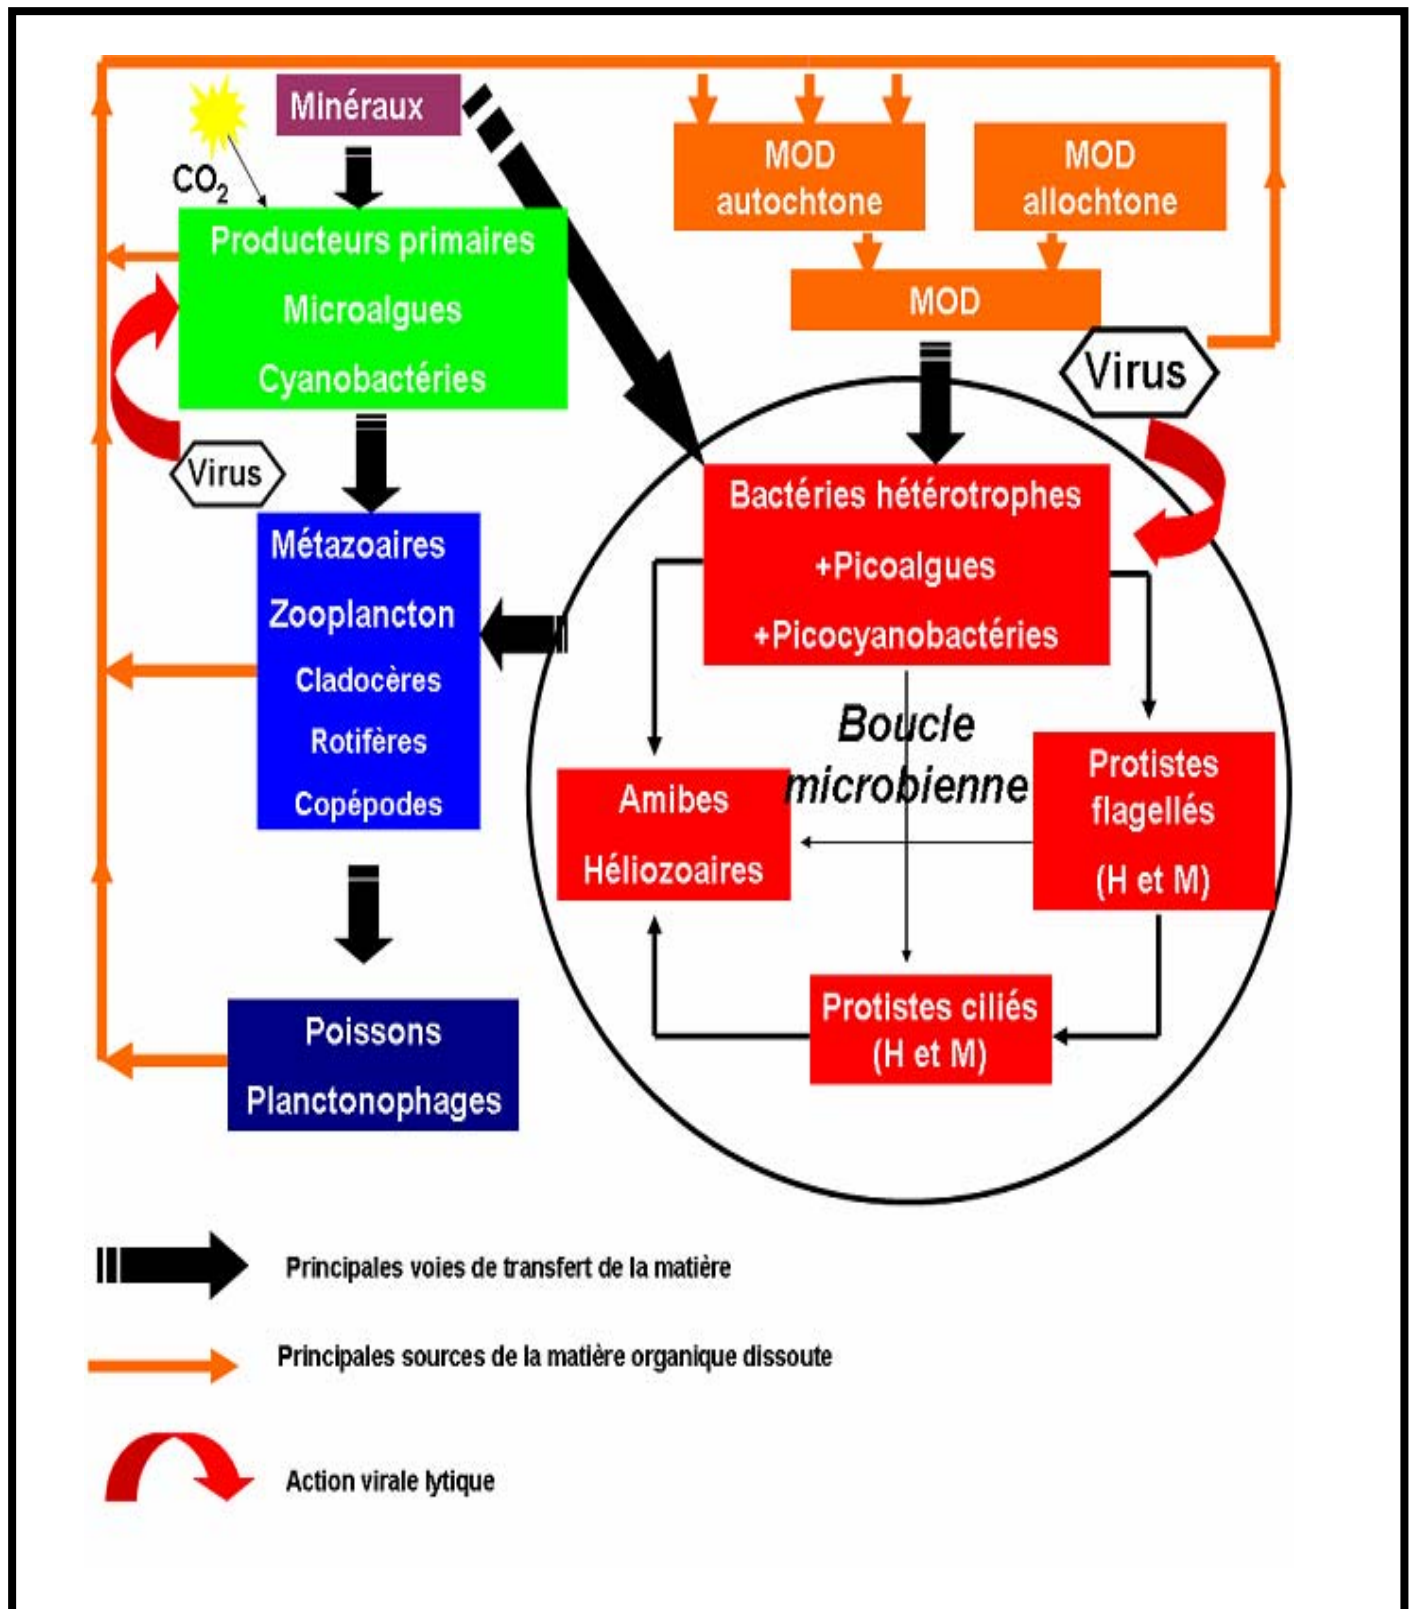 Minéraux
CO2
Producteurs primaires
Microalgues
Cyanobactéries
Virus
Métazoaires
Zooplancton
Cladocères
Rotifères
Copépodes
Poissons
Planctonophages
MOD
autochtone
MOD
allochtone
MOD
Virus
Bactéries hétérotrophes
+Picoalgues
+Picocyanobactéries
Boucle
microbienne
Amibes
Héliozoaires
Protistes
flagellés
(H et M)
Protistes ciliés
(H et M)
Principales voies de transfert de la matière
Principales sources de la matière organique dissoute
Action virale lytique